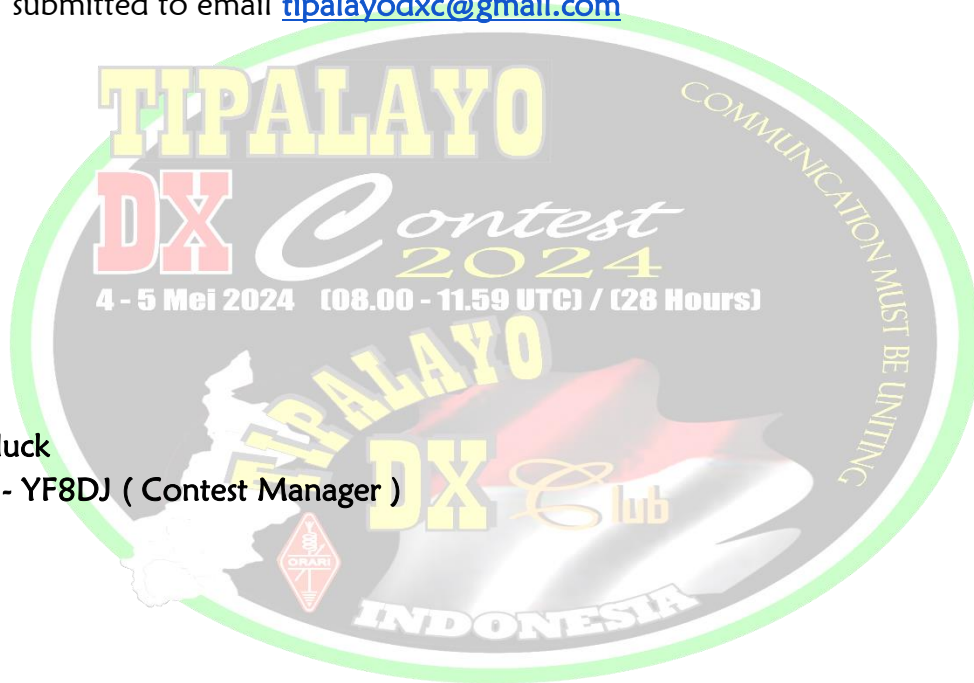 submitted to email tipalayodxc@gmail.com
TIPALAYO
DX Contest
2024
4 - 5 Mei 2024 (08.00 - 11.59 UTC) / (28 Hours)
COMMUNICATION MUST BE UNITING
TIPALAYO
DX Club
luck
- YF8DJ ( Contest Manager )
ORARI
INDONESIA